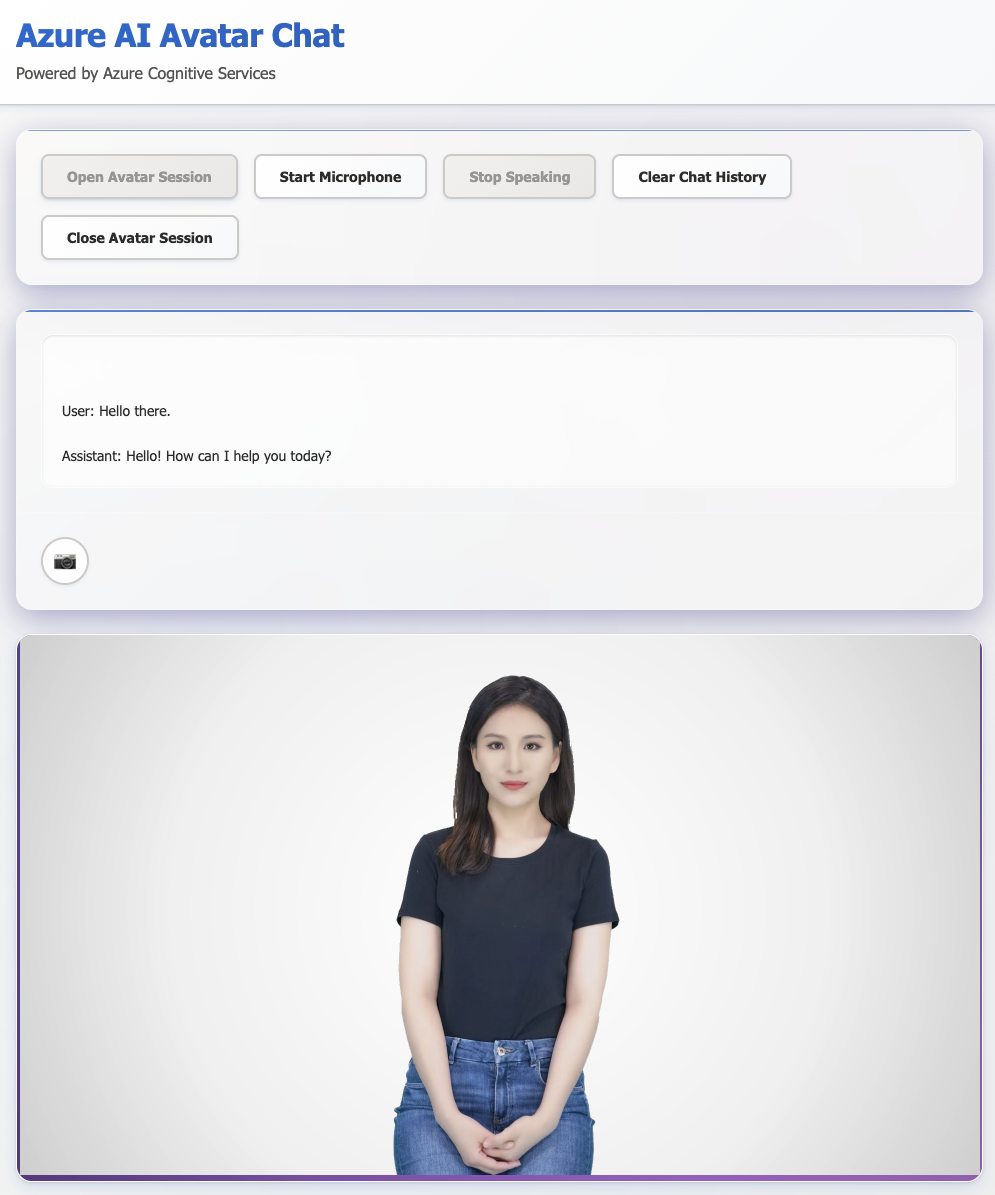 Azure AI Avatar Chat
Powered by Azure Cognitive Services
Open Avatar Session
Start Microphone
Stop Speaking
Clear Chat History
Close Avatar Session
User: Hello there.
Assistant: Hello! How can I help you today?